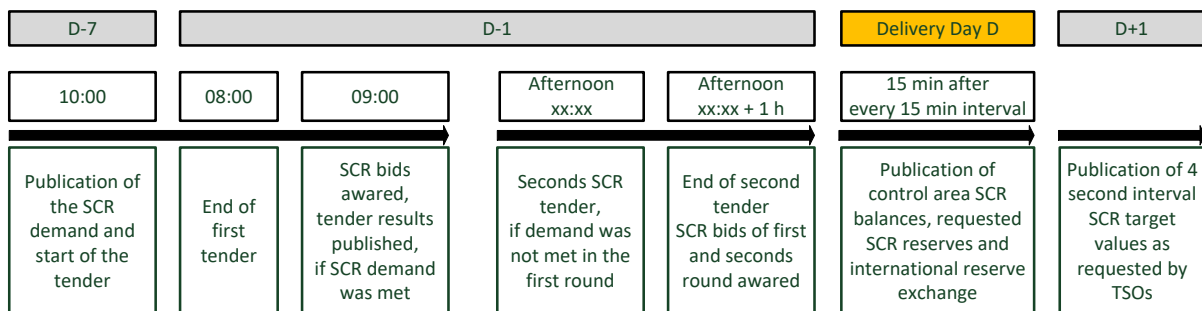 D-7
D-1
Delivery Day D
D+1
10:00
08:00
09:00
Afternoon
xx:xx
Afternoon
xx:xx + 1 h
15 min after
every 15 min interval
Publication of
the SCR
demand and
start of the
tender
End of
first
tender
SCR bids
awared,
tender results
published,
if SCR demand
was met
Seconds SCR
tender,
if demand was
not met in the
first round
End of second
tender
SCR bids of first
and seconds
round awared
Publication of
control area SCR
balances, requested
SCR reserves and
international reserve
exchange
Publication of 4
second interval
SCR target
values as
requested by
TSOs